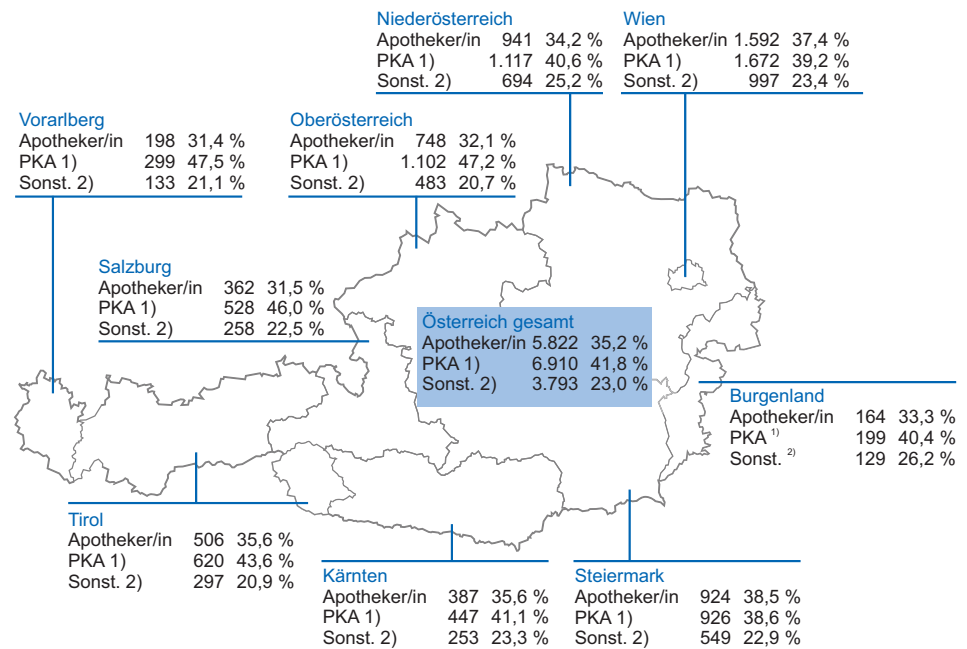 Niederösterreich
Apotheker/in 941 34,2 %
PKA 1) 1.117 40,6 %
Sonst. 2) 694 25,2 %
Wien
Apotheker/in 1.592 37,4 %
PKA 1) 1.672 39,2 %
Sonst. 2) 997 23,4 %
Vorarlberg
Apotheker/in 198 31,4 %
PKA 1) 299 47,5 %
Sonst. 2) 133 21,1 %
Oberösterreich
Apotheker/in 748 32,1 %
PKA 1) 1.102 47,2 %
Sonst. 2) 483 20,7 %
Salzburg
Apotheker/in 362 31,5 %
PKA 1) 528 46,0 %
Sonst. 2) 258 22,5 %
Österreich gesamt
Apotheker/in 5.822 35,2 %
PKA 1) 6.910 41,8 %
Sonst. 2) 3.793 23,0 %
Burgenland
Apotheker/in 164 33,3 %
PKA 1) 199 40,4 %
Sonst. 2) 129 26,2 %
Tirol
Apotheker/in 506 35,6 %
PKA 1) 620 43,6 %
Sonst. 2) 297 20,9 %
Kärnten
Apotheker/in 387 35,6 %
PKA 1) 447 41,1 %
Sonst. 2) 253 23,3 %
Steiermark
Apotheker/in 924 38,5 %
PKA 1) 926 38,6 %
Sonst. 2) 549 22,9 %